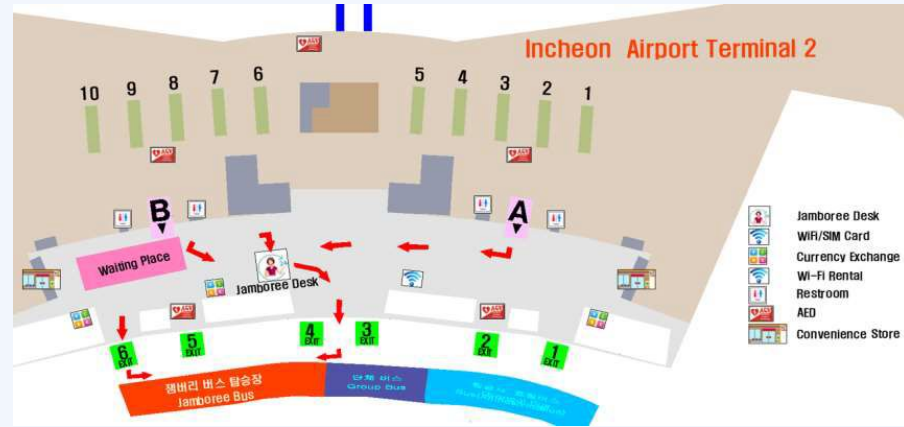 Incheon Airport Terminal 2
10 9 8 7 6 5 4 3 2 1
B
A
Waiting Place
Jamboree Desk
6 EXIT
5 EXIT
4 EXIT
3 EXIT
2 EXIT
1 EXIT
잼버리 버스 탑승장
Jamboree Bus
단체 버스
Group Bus
Jamboree Desk
WiFi/SIM Card
Currency Exchange
Wi-Fi Rental
Restroom
AED
Convenience Store